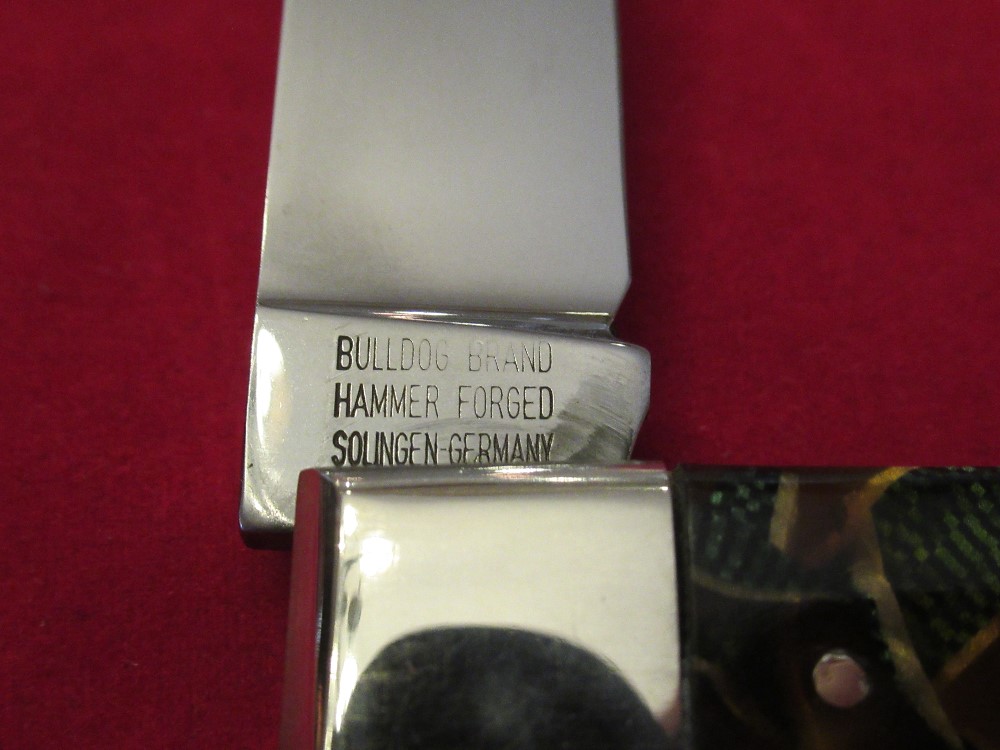 BULLDOG BRAND
HAMMER FORGED
SOLINGEN-GERMANY